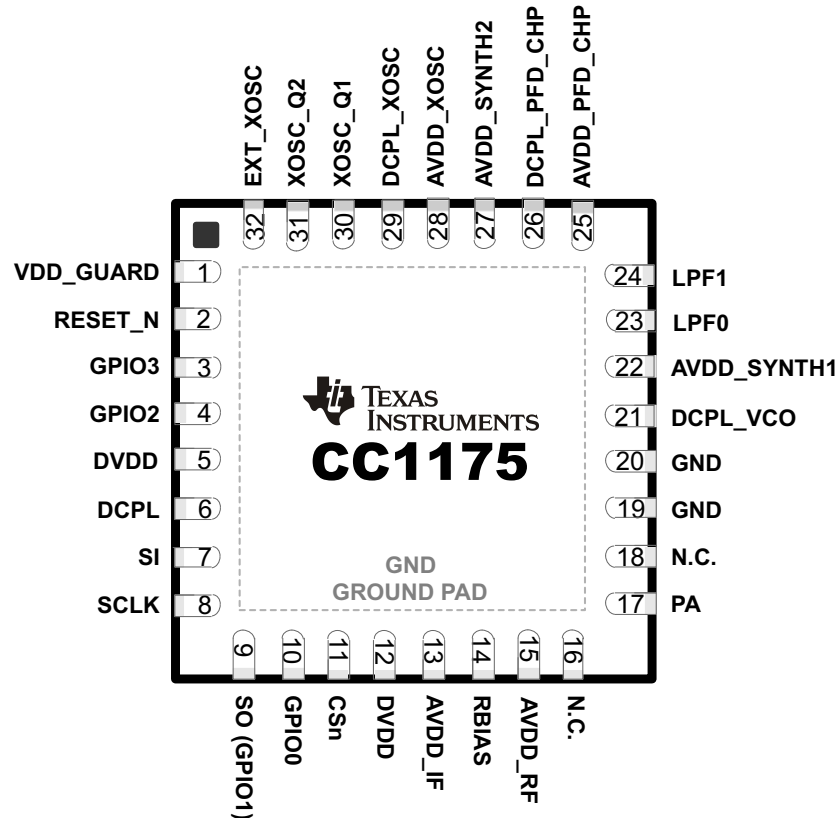 EXT_XOSC
XOSC_Q2
XOSC_Q1
DCPL_XOSC
AVDD_XOSC
AVDD_SYNTH2
DCPL_PFD_CHP
AVDD_PFD_CHP
32
31
30
29
28
27
26
25
VDD_GUARD 1
RESET_N 2
GPIO3 3
GPIO2 4
DVDD 5
DCPL 6
SI 7
SCLK 8
TEXAS
INSTRUMENTS
CC1175
GND
GROUND PAD
24 LPF1
23 LPF0
22 AVDD_SYNTH1
21 DCPL_VCO
20 GND
19 GND
18 N.C.
17 PA
9
10
11
12
13
14
15
16
SO (GPIO1)
GPIO0
CSn
DVDD
AVDD_IF
RBIAS
AVDD_RF
N.C.